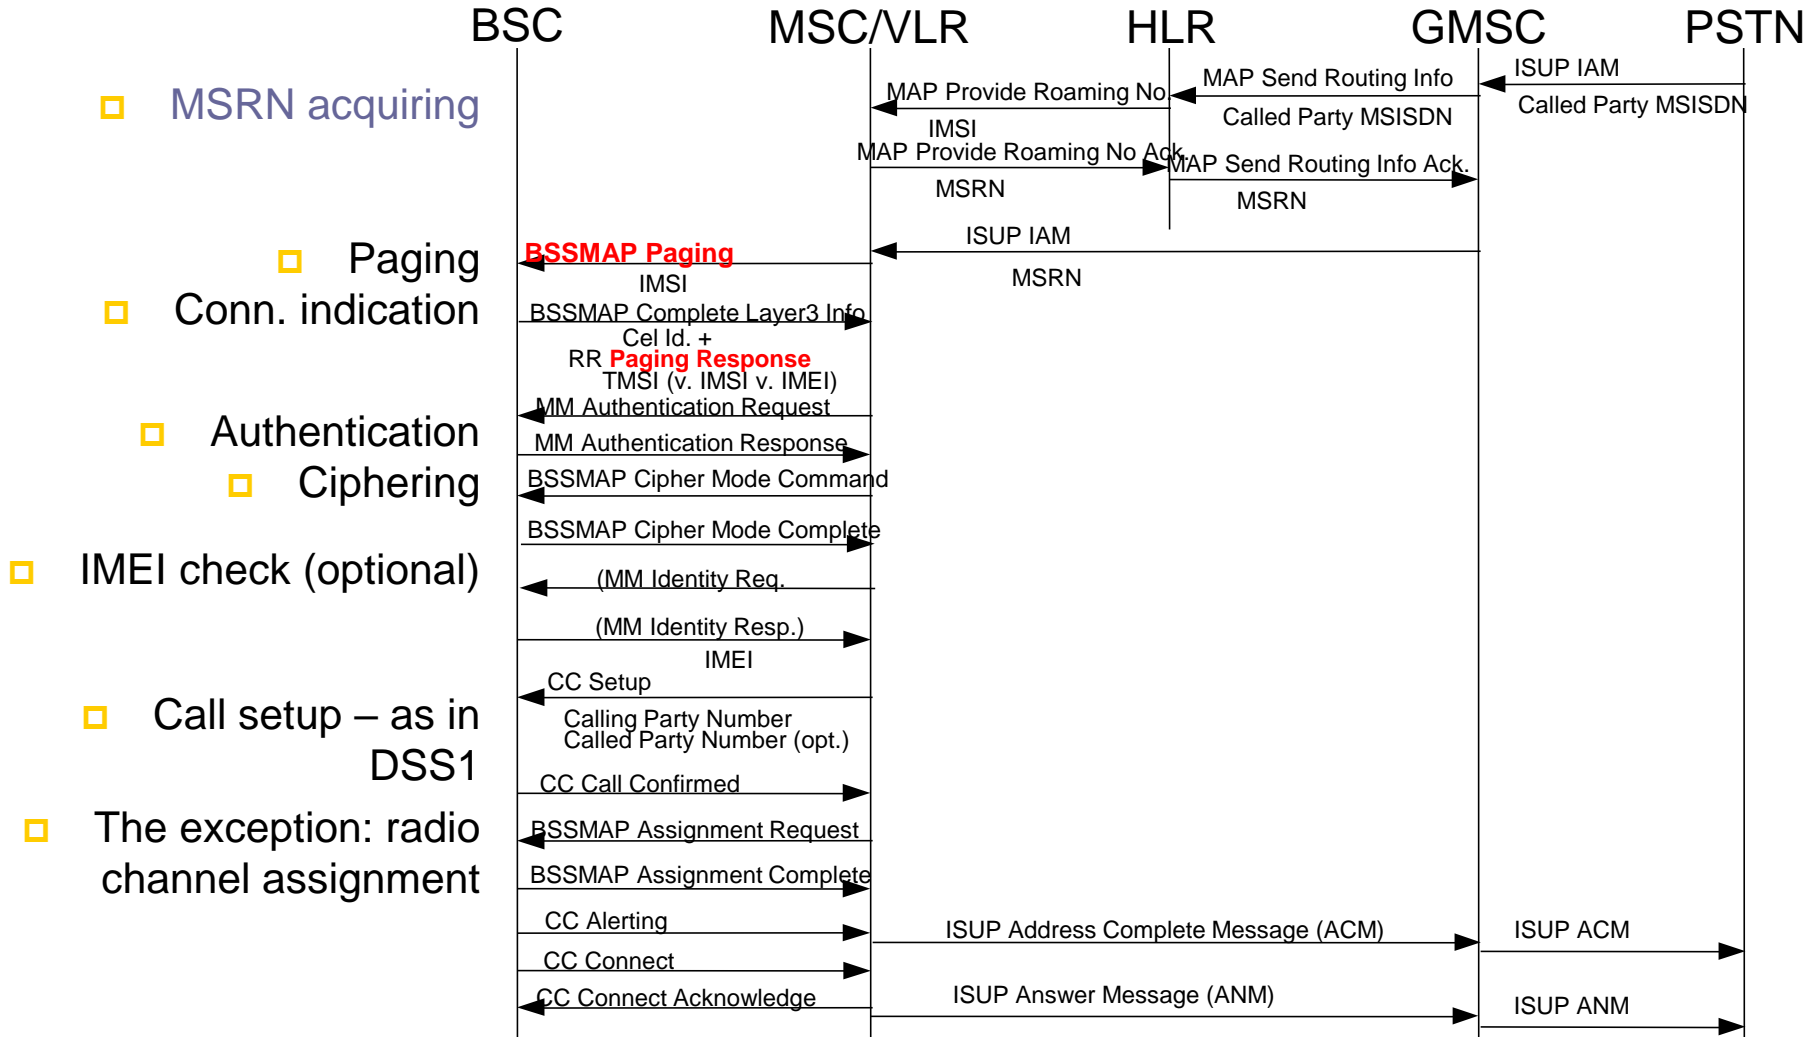 BSC MSC/VLR HLR GMSC PSTN
ISUP IAM
MAP Send Routing Info
MAP Provide Roaming No.
MSRN acquiring
Called Party MSISDN
Called Party MSISDN
IMSI
MAP Provide Roaming No Ack.
MAP Send Routing Info Ack.
MSRN
MSRN
ISUP IAM
Paging
BSSMAP Paging
MSRN
IMSI
Conn. indication
BSSMAP Complete Layer3 Info
Cel Id. +
RR Paging Response
TMSI (v. IMSI v. IMEI)
MM Authentication Request
Authentication
MM Authentication Response
Ciphering
BSSMAP Cipher Mode Command
BSSMAP Cipher Mode Complete
IMEI check (optional)
(MM Identity Req.
(MM Identity Resp.)
IMEI
CC Setup
Call setup – as in
DSS1
Calling Party Number
Called Party Number (opt.)
CC Call Confirmed
The exception: radio
channel assignment
BSSMAP Assignment Request
BSSMAP Assignment Complete
CC Alerting
ISUP Address Complete Message (ACM)
ISUP ACM
CC Connect
CC Connect Acknowledge
ISUP Answer Message (ANM)
ISUP ANM